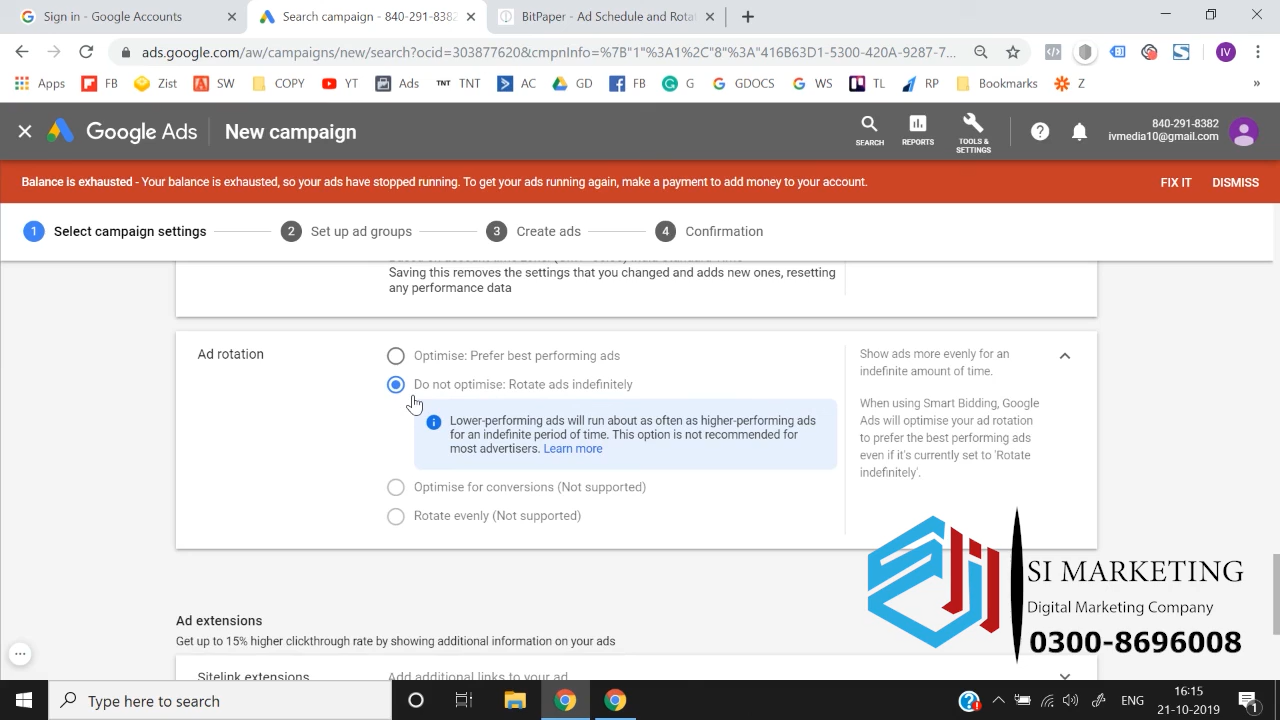 Sign in - Google Accounts
Search campaign - 840-291-8382
BitPaper - Ad Schedule and Rota
ads.google.com/aw/campaigns/new/search?ocid=303877620&cmpnInfo=%7B"1"%3A1%2C"8"%3A"416B63D1-5300-420A-9287-7...
IV
Apps FB Zist SW COPY YT Ads TNT TNT AC GD FB G GDOCS WS TL RP Bookmarks Z »
Google Ads New campaign
SEARCH
REPORTS
TOOLS & SETTINGS
840-291-8382
ivmedia10@gmail.com
Balance is exhausted - Your balance is exhausted, so your ads have stopped running. To get your ads running again, make a payment to add money to your account.
FIX IT DISMISS
1 Select campaign settings 2 Set up ad groups 3 Create ads 4 Confirmation
Saving this removes the settings that you changed and adds new ones, resetting
any performance data
Ad rotation
Optimise: Prefer best performing ads
Do not optimise: Rotate ads indefinitely
Lower-performing ads will run about as often as higher-performing ads
for an indefinite period of time. This option is not recommended for
most advertisers. Learn more
Optimise for conversions (Not supported)
Rotate evenly (Not supported)
Show ads more evenly for an
indefinite amount of time.
When using Smart Bidding, Google
Ads will optimise your ad rotation
to prefer the best performing ads
even if it's currently set to 'Rotate
indefinitely'.
SI MARKETING
Digital Marketing Company
0300-8696008
Ad extensions
Get up to 15% higher clickthrough rate by showing additional information on your ads
Sitelink extensions Add additional links to your ad
Type here to search
ENG
16:15
21-10-2019
1